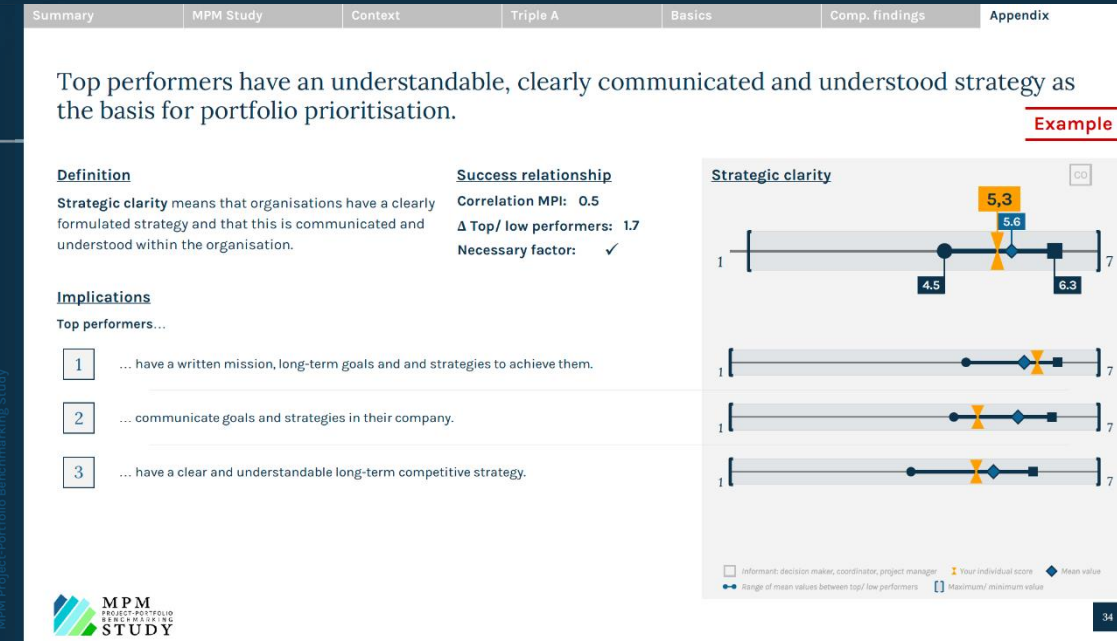 Summary
MPM Study
Context
Triple A
Basics
Comp. findings
Appendix
Top performers have an understandable, clearly communicated and understood strategy as
the basis for portfolio prioritisation.
Example
Definition
Strategic clarity means that organisations have a clearly
formulated strategy and that this is communicated and
understood within the organisation.
Success relationship
Correlation MPI: 0.5
Δ Top/ low performers: 1.7
Necessary factor: ✓
Implications
Top performers...
1
... have a written mission, long-term goals and and strategies to achieve them.
2
... communicate goals and strategies in their company.
3
... have a clear and understandable long-term competitive strategy.
Strategic clarity
CO
5,3
5.6
1
7
4.5
6.3
1
7
1
7
1
7
Informant: decision maker, coordinator, project manager
Your individual score
Mean value
Range of mean values between top/ low performers
Maximum/ minimum value
MPM Project-Portfolio Benchmarking Study
MPM
PROJECT-PORTFOLIO
BENCHMARKING
STUDY
34